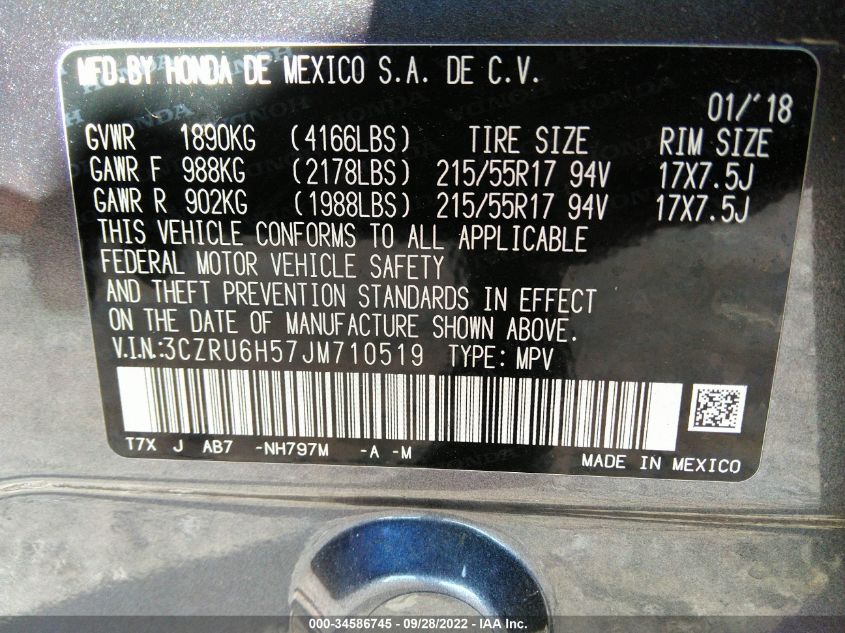 MFD.BY HONDA DE MEXICO S.A. DE C.V.
01/'18
GVWR 1890KG (4166LBS) TIRE SIZE RIM SIZE
GAWR F 988KG (2178LBS) 215/55R17 94V 17X7.5J
GAWR R 902KG (1988LBS) 215/55R17 94V 17X7.5J
THIS VEHICLE CONFORMS TO ALL APPLICABLE
FEDERAL MOTOR VEHICLE SAFETY
AND THEFT PREVENTION STANDARDS IN EFFECT
ON THE DATE OF MANUFACTURE SHOWN ABOVE.
V.I.N.:3CZRU6H57JM710519 TYPE: MPV
T7X J AB7 -NH797M -A -M
MADE IN MEXICO
000-34586745 - 09/28/2022 - IAA Inc.